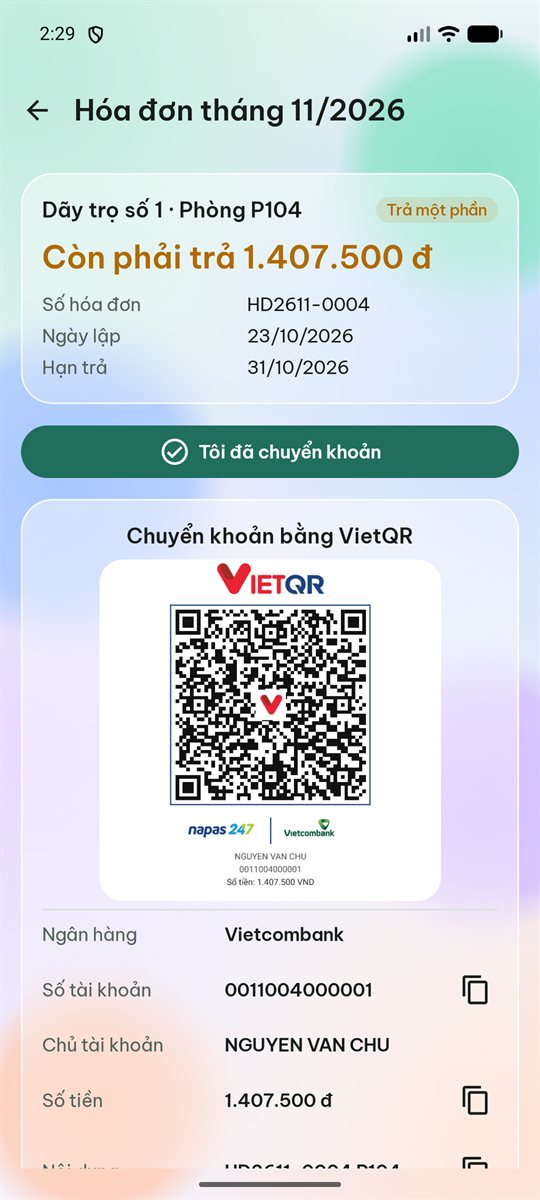 2:29
Hóa đơn tháng 11/2026
Dãy trọ số 1 · Phòng P104
Trả một phần
Còn phải trả 1.407.500 đ
Số hóa đơn HD2611-0004
Ngày lập 23/10/2026
Hạn trả 31/10/2026
Tôi đã chuyển khoản
Chuyển khoản bằng VietQR
VIETQR
napas 247 Vietcombank
NGUYEN VAN CHU
0011004000001
Số tiền: 1.407.500 VND
Ngân hàng Vietcombank
Số tài khoản 0011004000001
Chủ tài khoản NGUYEN VAN CHU
Số tiền 1.407.500 đ